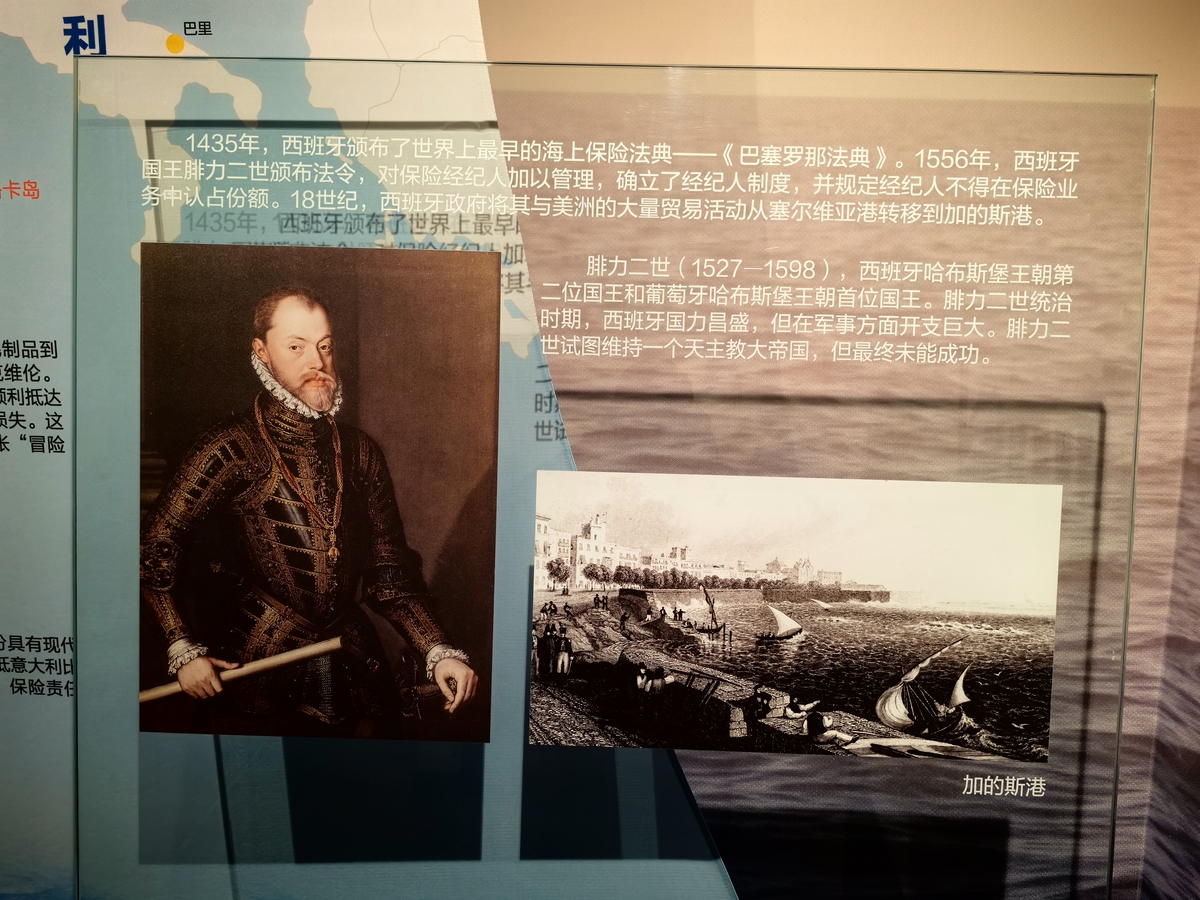 利
巴里
卡岛
制品到
克维伦。
顺利抵达
损失。这
张“冒险
份具有现代
抵意大利比
保险责任
1435年，西班牙颁布了世界上最早的海上保险法典——《巴塞罗那法典》。1556年，西班牙
国王腓力二世颁布法令，对保险经纪人加以管理，确立了经纪人制度，并规定经纪人不得在保险业
务中认占份额。18世纪，西班牙政府将其与美洲的大量贸易活动从塞尔维亚港转移到加的斯港。
腓力二世（1527—1598），西班牙哈布斯堡王朝第
二位国王和葡萄牙哈布斯堡王朝首位国王。腓力二世统治
时期，西班牙国力昌盛，但在军事方面开支巨大。腓力二
世试图维持一个天主教大帝国，但最终未能成功。
加的斯港